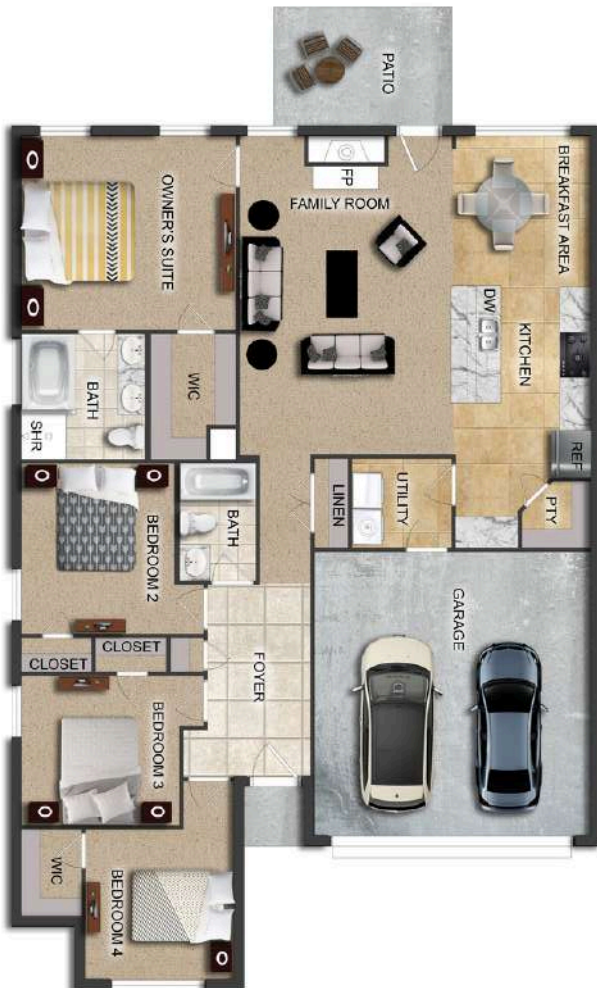 PATIO
BREAKFAST AREA
FP
FAMILY ROOM
OWNER'S SUITE
DW
KITCHEN
WIC
BATH
SHR
REF
PTY
UTILITY
LINEN
BATH
BEDROOM 2
GARAGE
CLOSET
CLOSET
FOYER
BEDROOM 3
WIC
BEDROOM 4